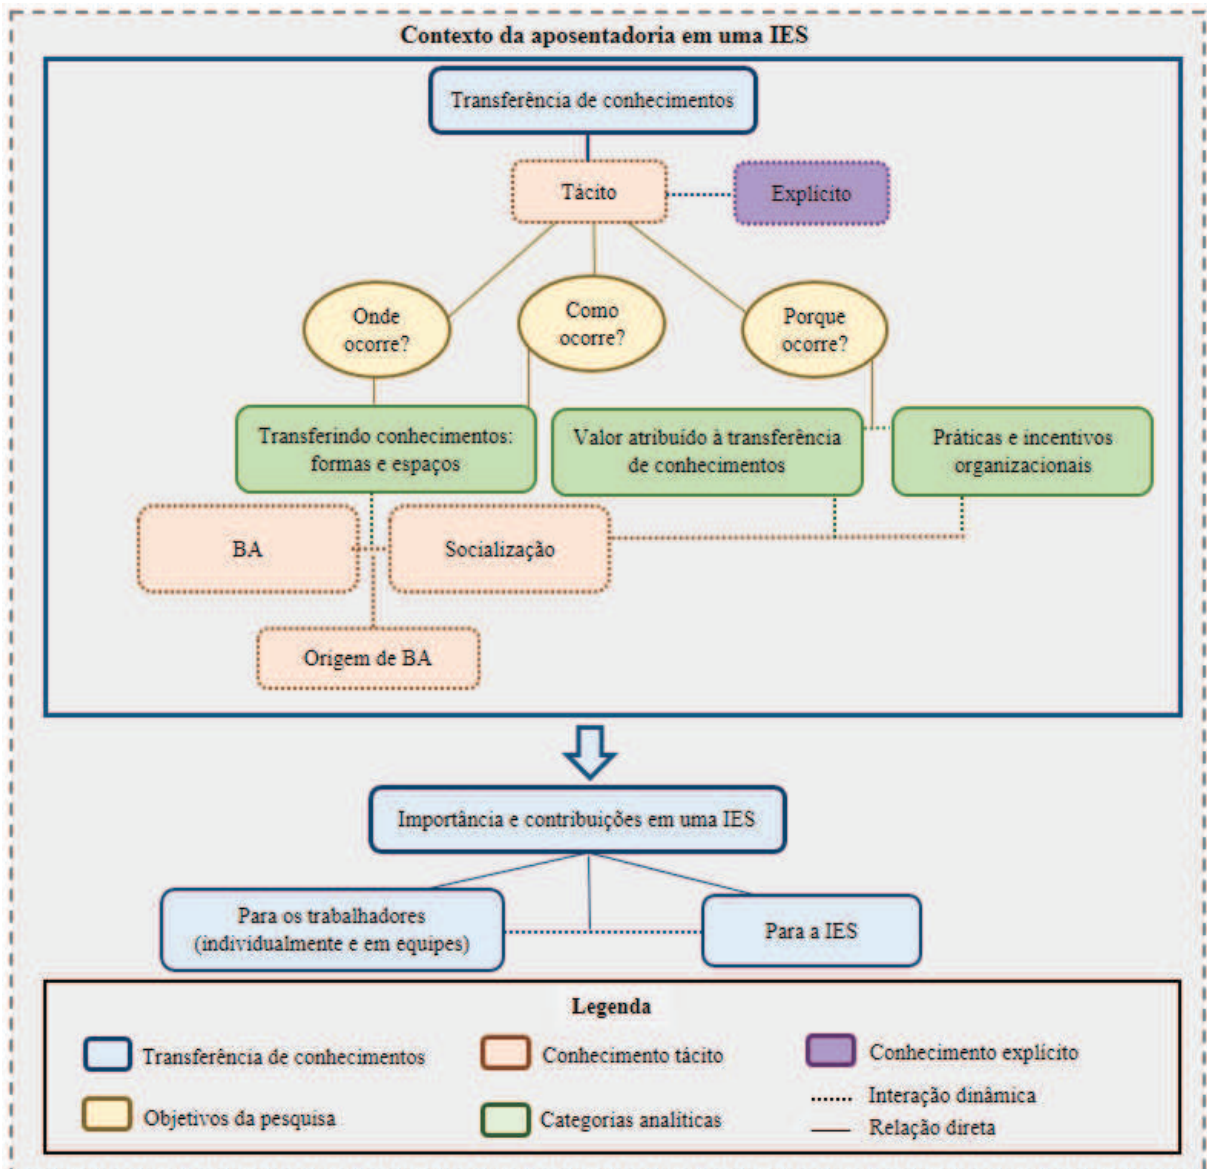 Contexto da aposentadoria em uma IES
Transferência de conhecimentos
Tácito
Explícito
Onde
ocorre?
Como
ocorre?
Porque
ocorre?
Transferindo conhecimentos:
formas e espaços
Valor atribuído à transferência
de conhecimentos
Práticas e incentivos
organizacionais
BA
Socialização
Origem de BA
Importância e contribuições em uma IES
Para os trabalhadores
(individualmente e em equipes)
Para a IES
Legenda
Transferência de conhecimentos
Conhecimento tácito
Conhecimento explícito
Objetivos da pesquisa
Categorias analíticas
Interação dinâmica
Relação direta